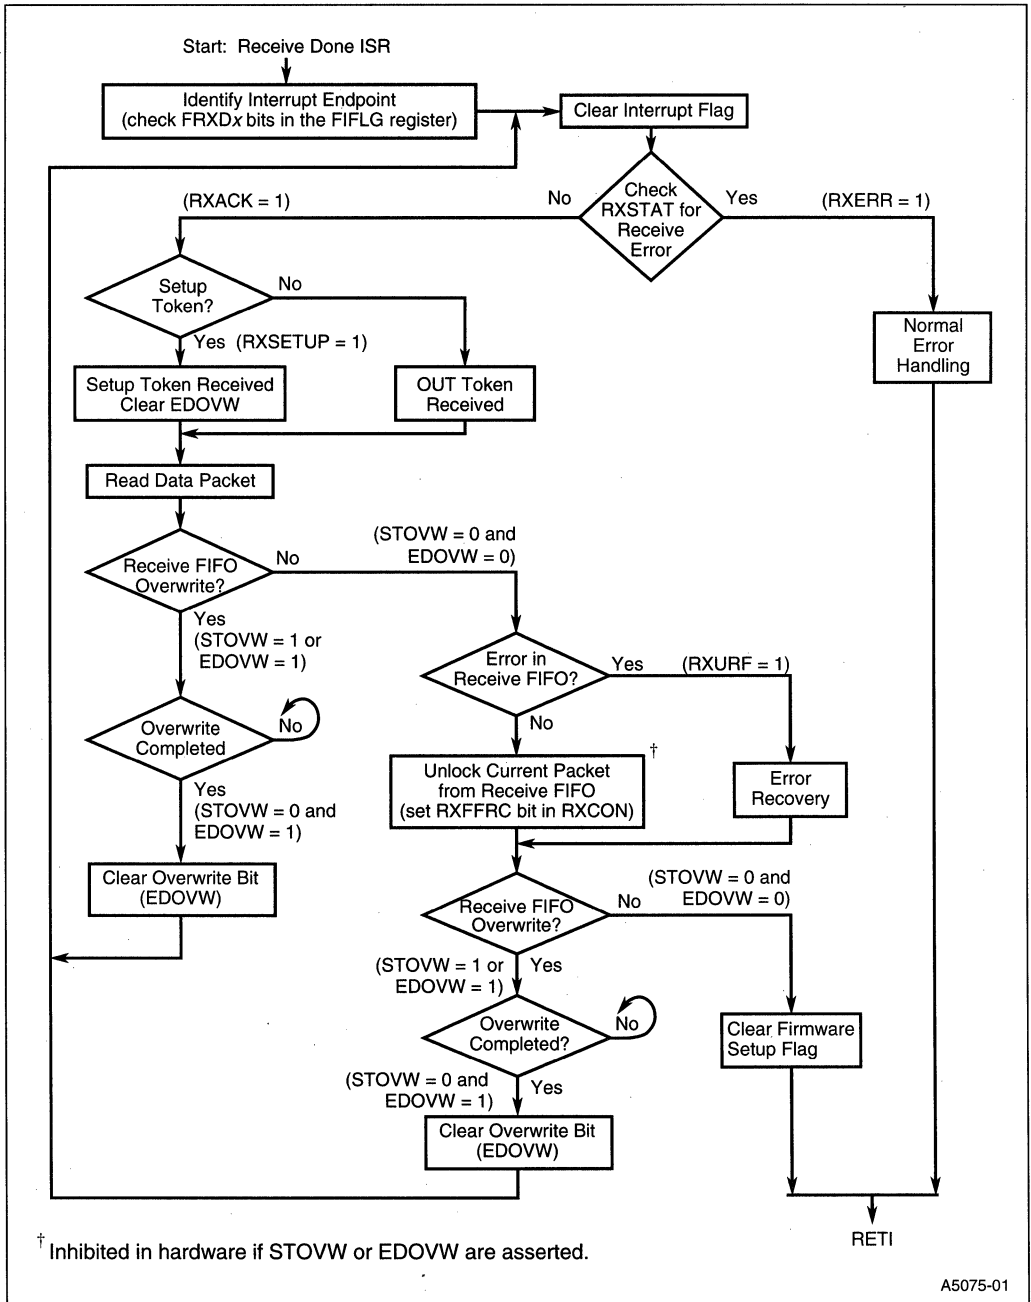 Start: Receive Done ISR
Identify Interrupt Endpoint
(check FRXDx bits in the FIFLG register)
Clear Interrupt Flag
Check
RXSTAT for
Receive
Error
No
Yes
(RXACK = 1)
(RXERR = 1)
Setup
Token?
No
Yes (RXSETUP = 1)
Normal
Error
Handling
Setup Token Received
Clear EDOVW
OUT Token
Received
Read Data Packet
Receive FIFO
Overwrite?
No
(STOVW = 0 and
EDOVW = 0)
Yes
(STOVW = 1 or
EDOVW = 1)
Error in
Receive FIFO?
Yes
(RXURF = 1)
No
Overwrite
Completed
No
Yes
(STOVW = 0 and
EDOVW = 1)
Unlock Current Packet
from Receive FIFO
(set RXFFRC bit in RXCON)
†
Error
Recovery
Clear Overwrite Bit
(EDOVW)
Receive FIFO
Overwrite?
No
(STOVW = 0 and
EDOVW = 0)
(STOVW = 1 or
EDOVW = 1)
Yes
Overwrite
Completed?
No
Clear Firmware
Setup Flag
(STOVW = 0 and
EDOVW = 1)
Yes
Clear Overwrite Bit
(EDOVW)
RETI
† Inhibited in hardware if STOVW or EDOVW are asserted.
A5075-01